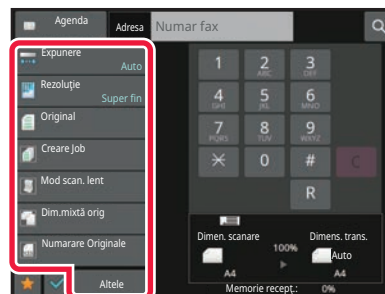 Agenda
Adresa
Numar fax
Expunere
Auto
Rezoluţie
Super fin
Original
Creare Job
Mod scan. lent
Dim.mixtă orig
Numarare Originale
Altele
1
2 ABC
3 DEF
4 GHI
5 JKL
6 MNO
7 PQRS
8 TUV
9 WXYZ
0
#
C
R
Dimen. scanare
100%
Dimens. trans.
Auto
A4
A4
Memorie recept.: 0%